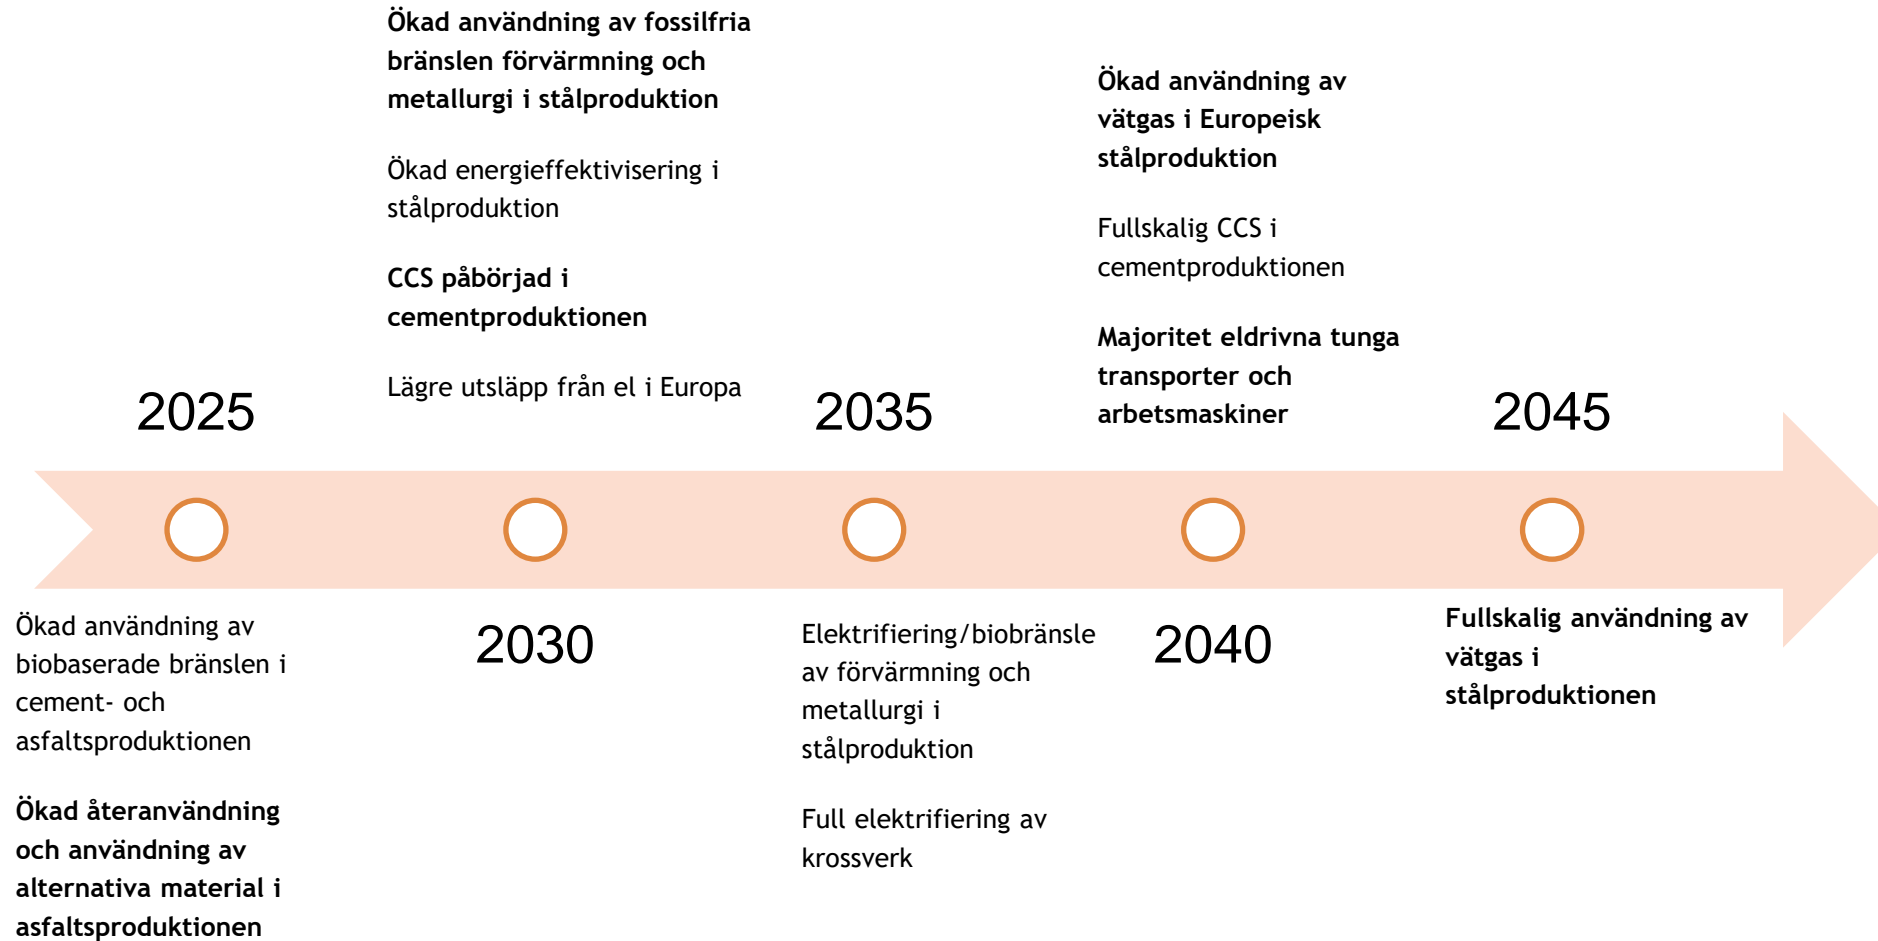 2025
Ökad användning av
biobaserade bränslen i
cement- och
asfaltsproduktionen
Ökad återanvändning
och användning av
alternativa material i
asfaltsproduktionen
Ökad användning av fossilfria
bränslen förvärmning och
metallurgi i stålproduktion
Ökad energieffektivisering i
stålproduktion
CCS påbörjad i
cementproduktionen
Lägre utsläpp från el i Europa
2030
2035
Elektrifiering/biobränsle
av förvärmning och
metallurgi i
stålproduktion
Full elektrifiering av
krossverk
Ökad användning av
vätgas i Europeisk
stålproduktion
Fullskalig CCS i
cementproduktionen
Majoritet eldrivna tunga
transporter och
arbetsmaskiner
2040
2045
Fullskalig användning av
vätgas i
stålproduktionen